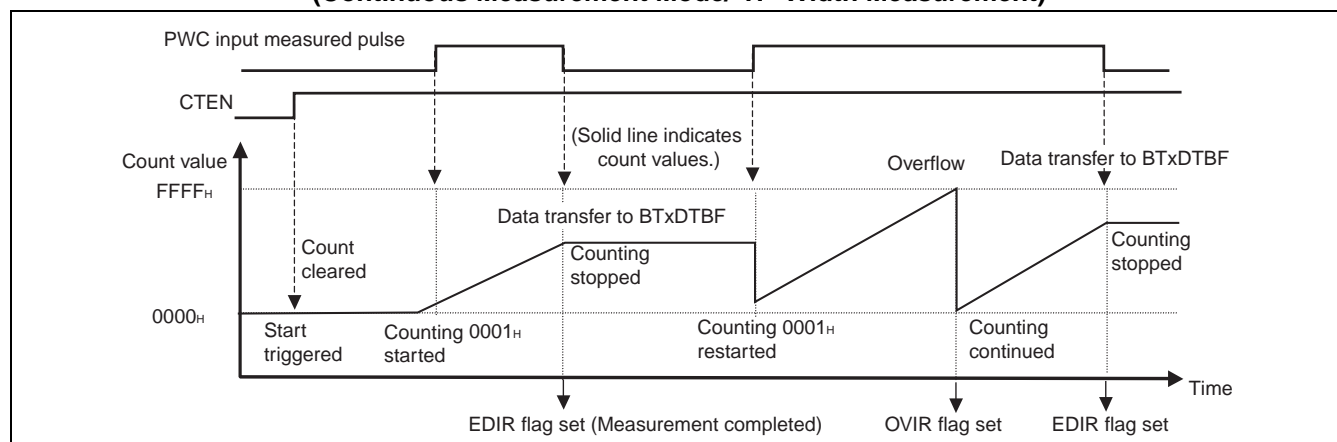 (Continuous Measurement Mode/"H" Width Measurement)
PWC input measured pulse
CTEN
(Solid line indicates
count values.)
Count value
FFFFH
Overflow
Data transfer to BTxDTBF
Data transfer to BTxDTBF
Count
cleared
Counting
stopped
Counting
stopped
0000H
Start
triggered
Counting 0001H
started
Counting 0001H
restarted
Counting
continued
Time
EDIR flag set (Measurement completed)
OVIR flag set
EDIR flag set